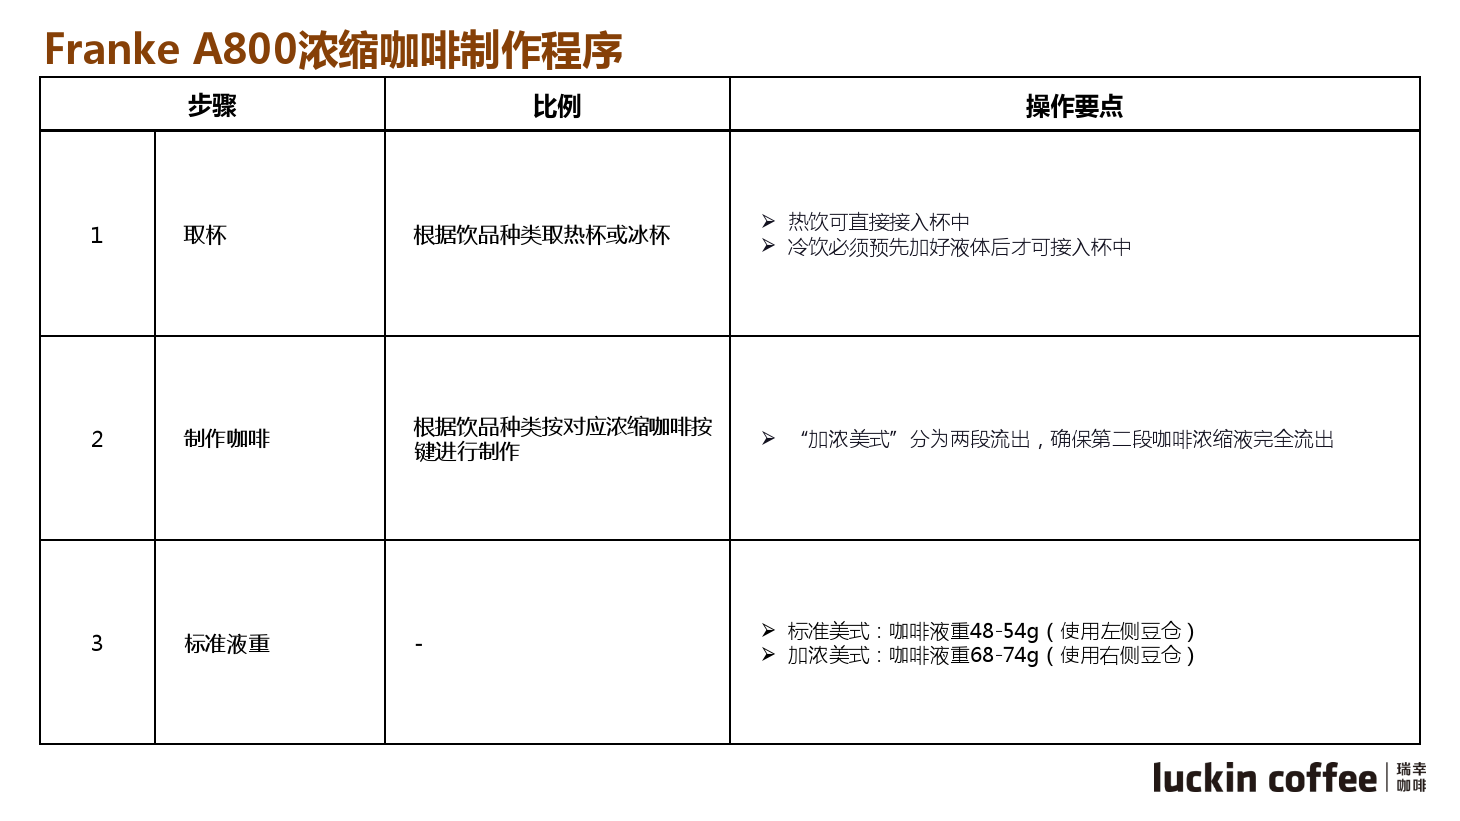 Franke A800浓缩咖啡制作程序
步骤
比例
操作要点
1
取杯
根据饮品种类取热杯或冰杯
➢ 热饮可直接接入杯中
➢ 冷饮必须预先加好液体后才可接入杯中
2
制作咖啡
根据饮品种类按对应浓缩咖啡按
键进行制作
➢ “加浓美式”分为两段流出，确保第二段咖啡浓缩液完全流出
3
标准液重
-
➢ 标准美式：咖啡液重48-54g（使用左侧豆仓）
➢ 加浓美式：咖啡液重68-74g（使用右侧豆仓）
luckin coffee
瑞幸
咖啡